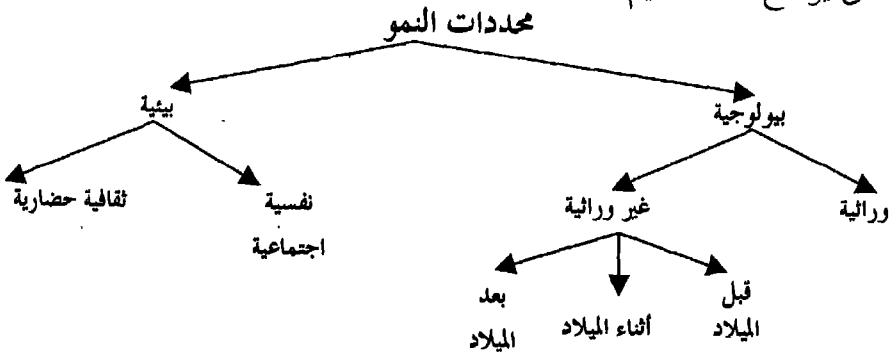 محددات النمو
بيولوجية
بيئية
وراثية
غير وراثية
نفسية
اجتماعية
ثقافية حضارية
قبل
الميلاد
أثناء الميلاد
بعد
الميلاد